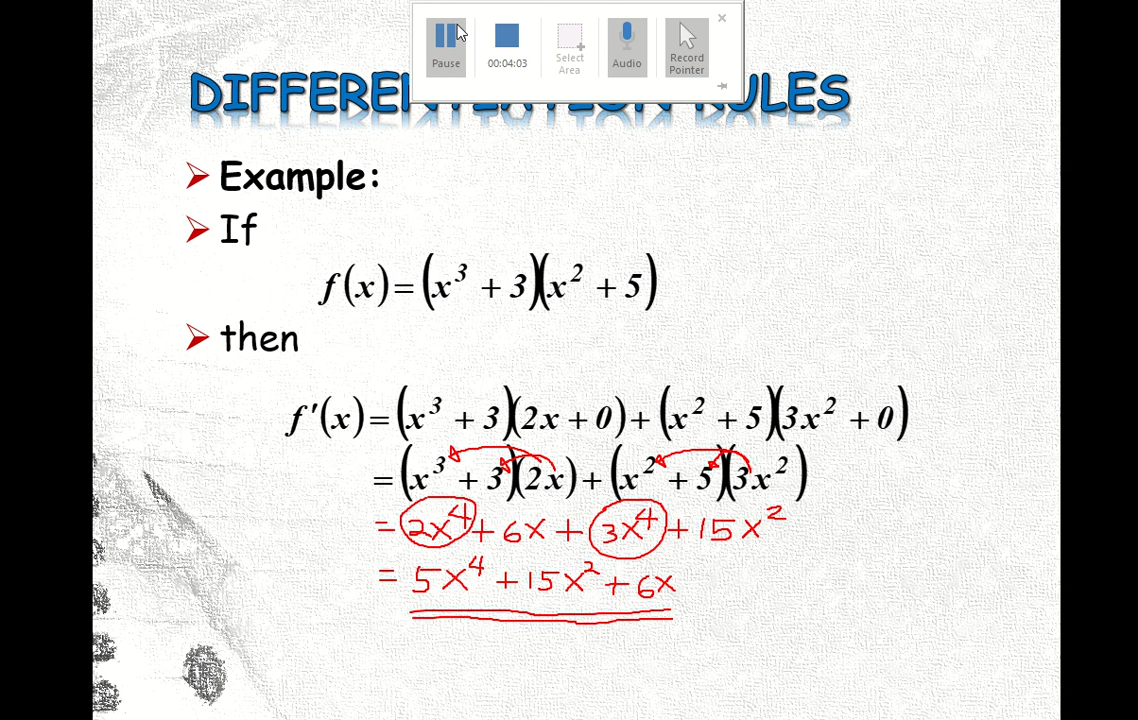 Pause
00:04:03
Select Area
Audio
Record Pointer
DIFFEREN RULES
Example:
If
f(x)=(x³ + 3)(x² + 5)
then
f'(x)=(x³ + 3)(2x + 0)+(x² + 5)(3x² + 0)
=(x³ + 3)(2x)+(x² + 5)(3x²)
= 2x⁴ + 6x + 3x⁴ + 15x²
= 5x⁴ + 15x² + 6x